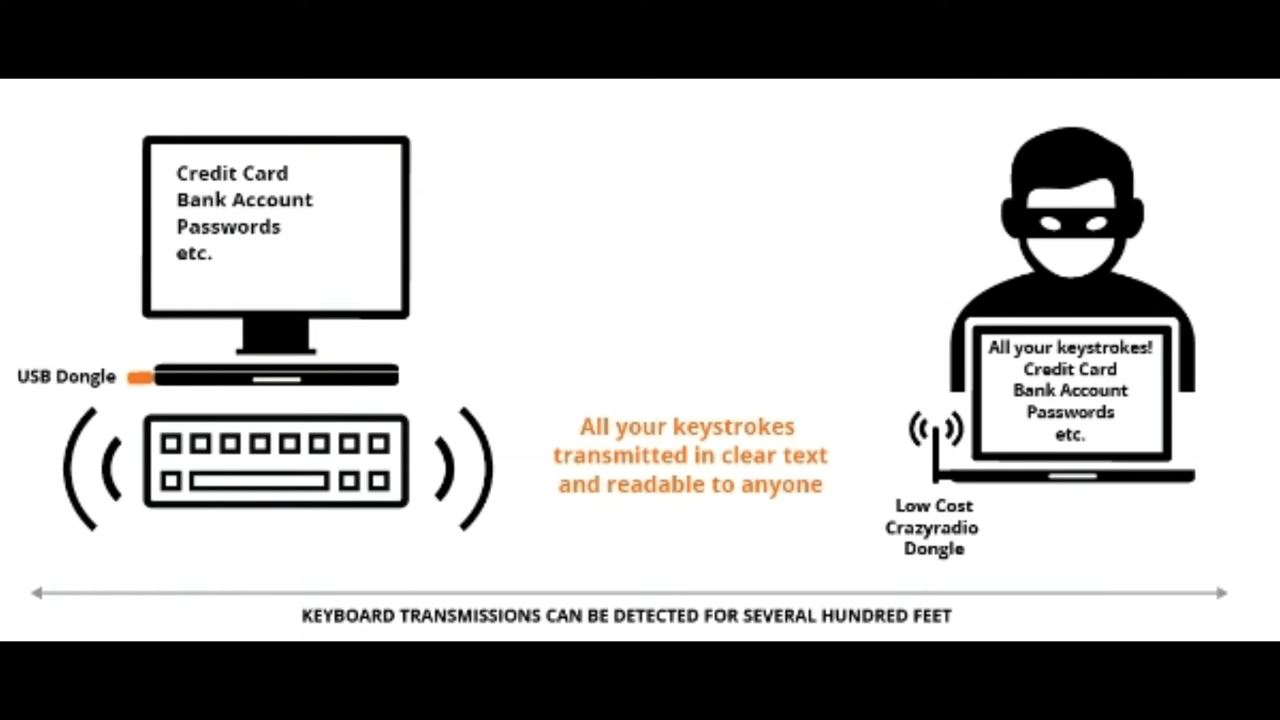 Credit Card
Bank Account
Passwords
etc.
USB Dongle
All your keystrokes
transmitted in clear text
and readable to anyone
All your keystrokes!
Credit Card
Bank Account
Passwords
etc.
Low Cost
Crazyradio
Dongle
KEYBOARD TRANSMISSIONS CAN BE DETECTED FOR SEVERAL HUNDRED FEET